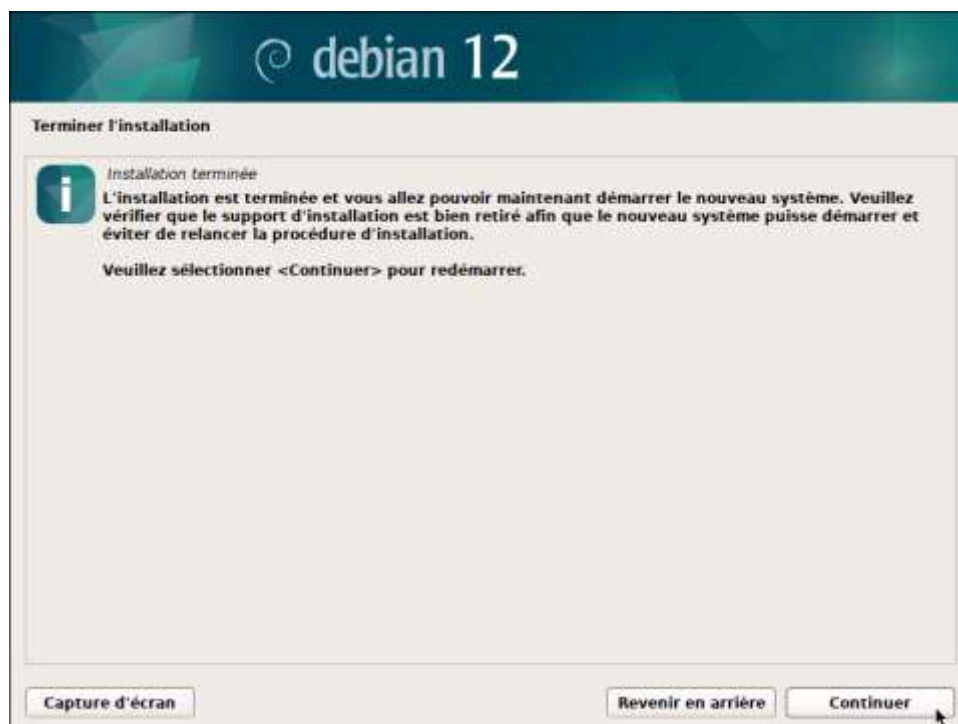 debian 12
Terminer l'installation
Installation terminée
L'installation est terminée et vous allez pouvoir maintenant démarrer le nouveau système. Veuillez
vérifier que le support d'installation est bien retiré afin que le nouveau système puisse démarrer et
éviter de relancer la procédure d'installation.
Veuillez sélectionner <Continuer> pour redémarrer.
Capture d'écran
Revenir en arrière
Continuer